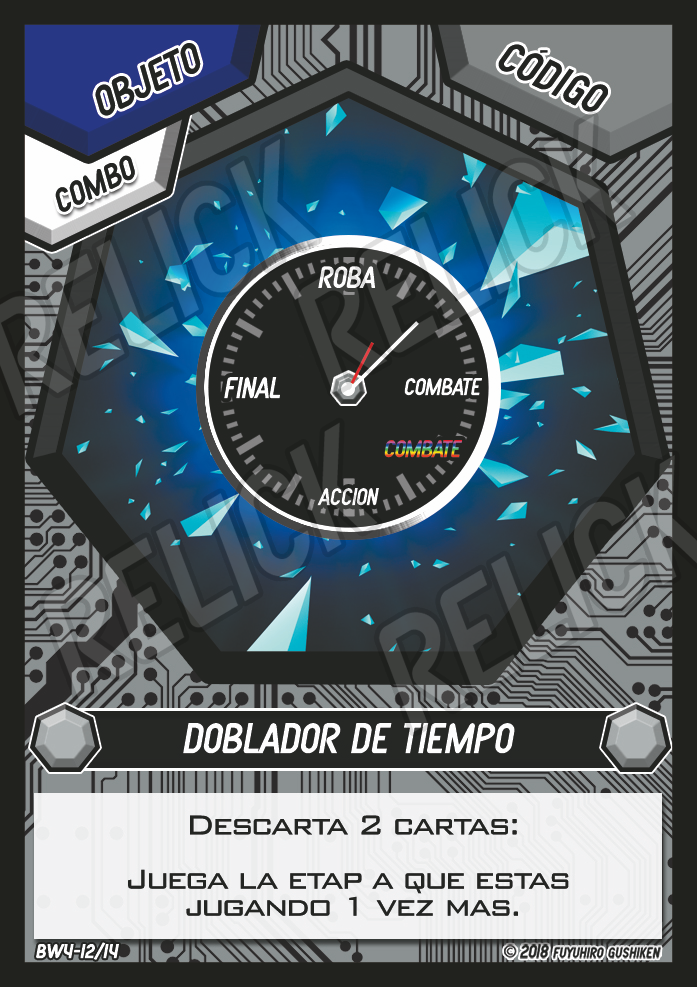 OBJETO
CÓDIGO
COMBO
ROBA
FINAL
COMBATE
COMBATE
ACCION
RELICK
RELICK
RELICK
RELICK
DOBLADOR DE TIEMPO
DESCARTA 2 CARTAS:
JUEGA LA ETAP A QUE ESTAS
JUGANDO 1 VEZ MAS.
BW4-12/14
© 2018 FUYUHIRO GUSHIKEN